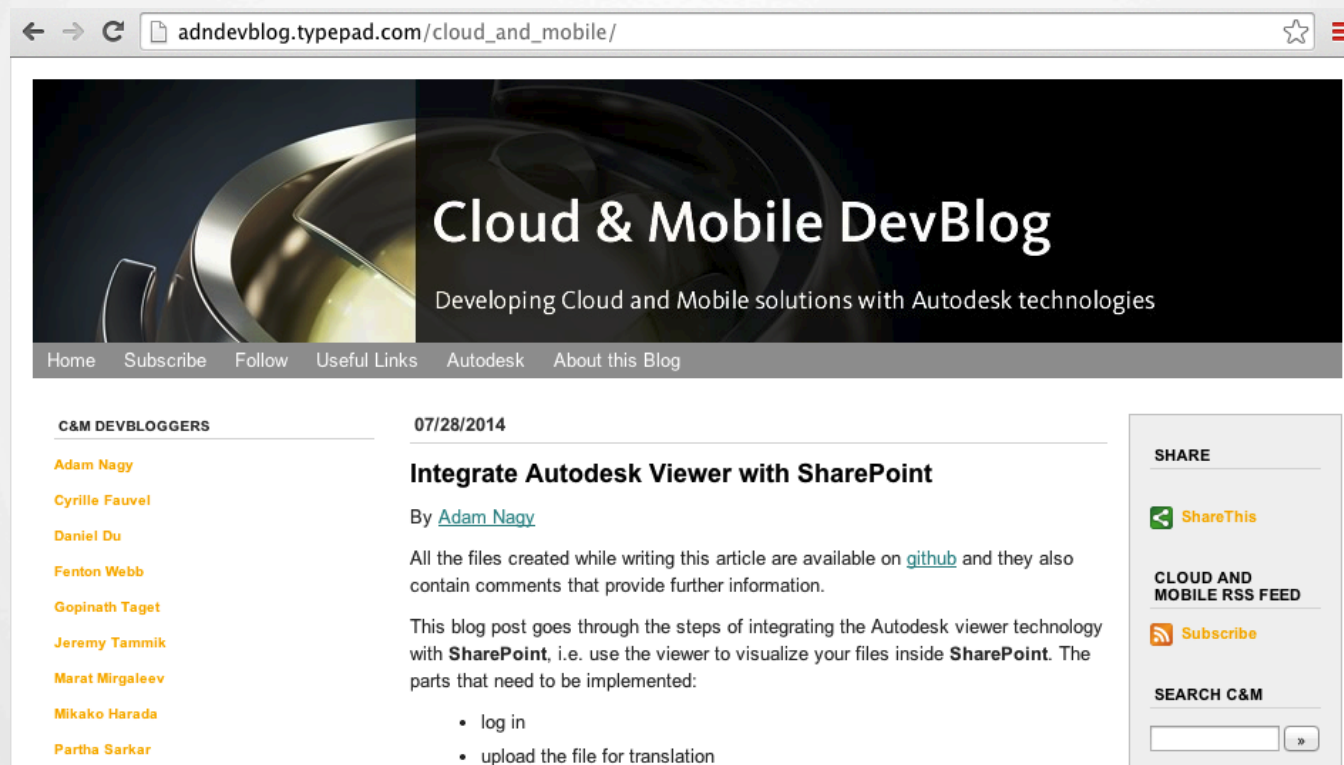 adndevblog.typepad.com/cloud_and_mobile/
Cloud & Mobile DevBlog
Developing Cloud and Mobile solutions with Autodesk technologies
Home Subscribe Follow Useful Links Autodesk About this Blog
C&M DEVBLOGGERS
Adam Nagy
Cyrille Fauvel
Daniel Du
Fenton Webb
Gopinath Taget
Jeremy Tammik
Marat Mirgaleev
Mikako Harada
Partha Sarkar
07/28/2014
Integrate Autodesk Viewer with SharePoint
By Adam Nagy
All the files created while writing this article are available on github and they also
contain comments that provide further information.
This blog post goes through the steps of integrating the Autodesk viewer technology
with SharePoint, i.e. use the viewer to visualize your files inside SharePoint. The
parts that need to be implemented:
• log in
• upload the file for translation
SHARE
ShareThis
CLOUD AND
MOBILE RSS FEED
Subscribe
SEARCH C&M
»